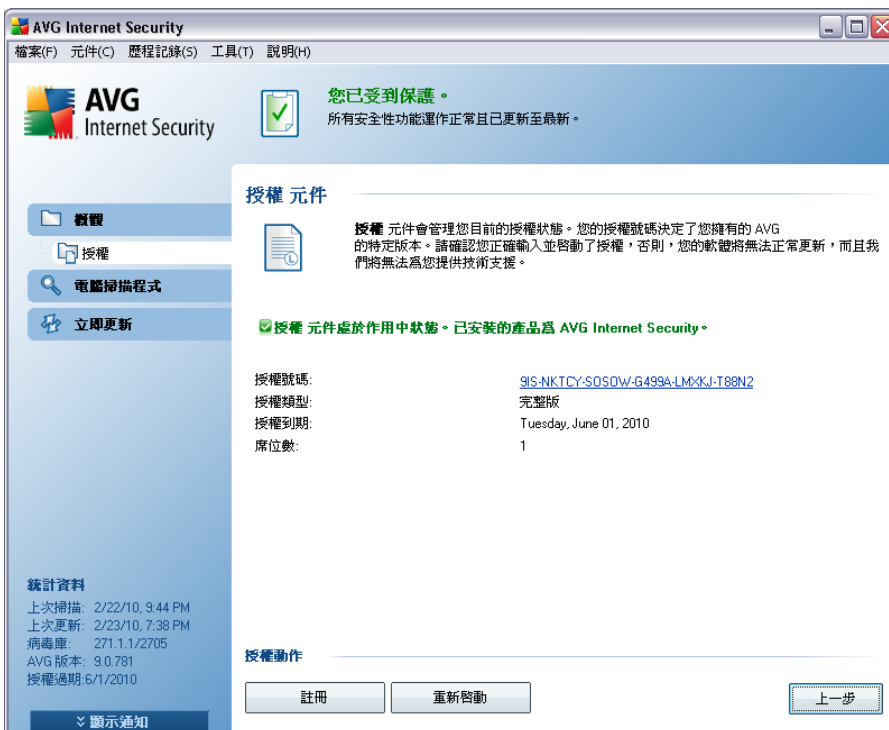 AVG Internet Security
檔案(F) 元件(C) 歷程記錄(S) 工具(T) 說明(H)
AVG
Internet Security
您已受到保護。
所有安全性功能運作正常且已更新至最新。
概觀
授權
電腦掃描程式
立即更新
授權 元件
授權 元件會管理您目前的授權狀態。您的授權號碼決定了您擁有的 AVG
的特定版本。請確認您正確輸入並啓動了授權，否則，您的軟體將無法正常更新，而且我
們將無法爲您提供技術支援。
授權 元件處於作用中狀態。已安裝的產品爲 AVG Internet Security。
授權號碼: 9IS-NKTCY-SOSOW-G499A-LMXKJ-T88N2
授權類型: 完整版
授權到期: Tuesday, June 01, 2010
席位數: 1
統計資料
上次掃描: 2/22/10, 9:44 PM
上次更新: 2/23/10, 7:38 PM
病毒庫: 271.1.1/2705
AVG 版本: 9.0.781
授權過期:6/1/2010
顯示通知
授權動作
註冊
重新啓動
上一步